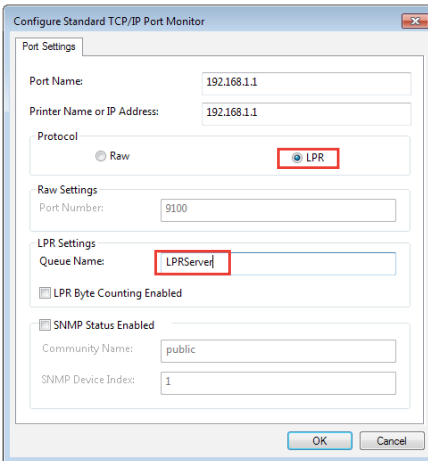 Configure Standard TCP/IP Port Monitor
Port Settings
Port Name: 192.168.1.1
Printer Name or IP Address: 192.168.1.1
Protocol
Raw LPR
Raw Settings
Port Number: 9100
LPR Settings
Queue Name: LPRServer
LPR Byte Counting Enabled
SNMP Status Enabled
Community Name: public
SNMP Device Index: 1
OK Cancel